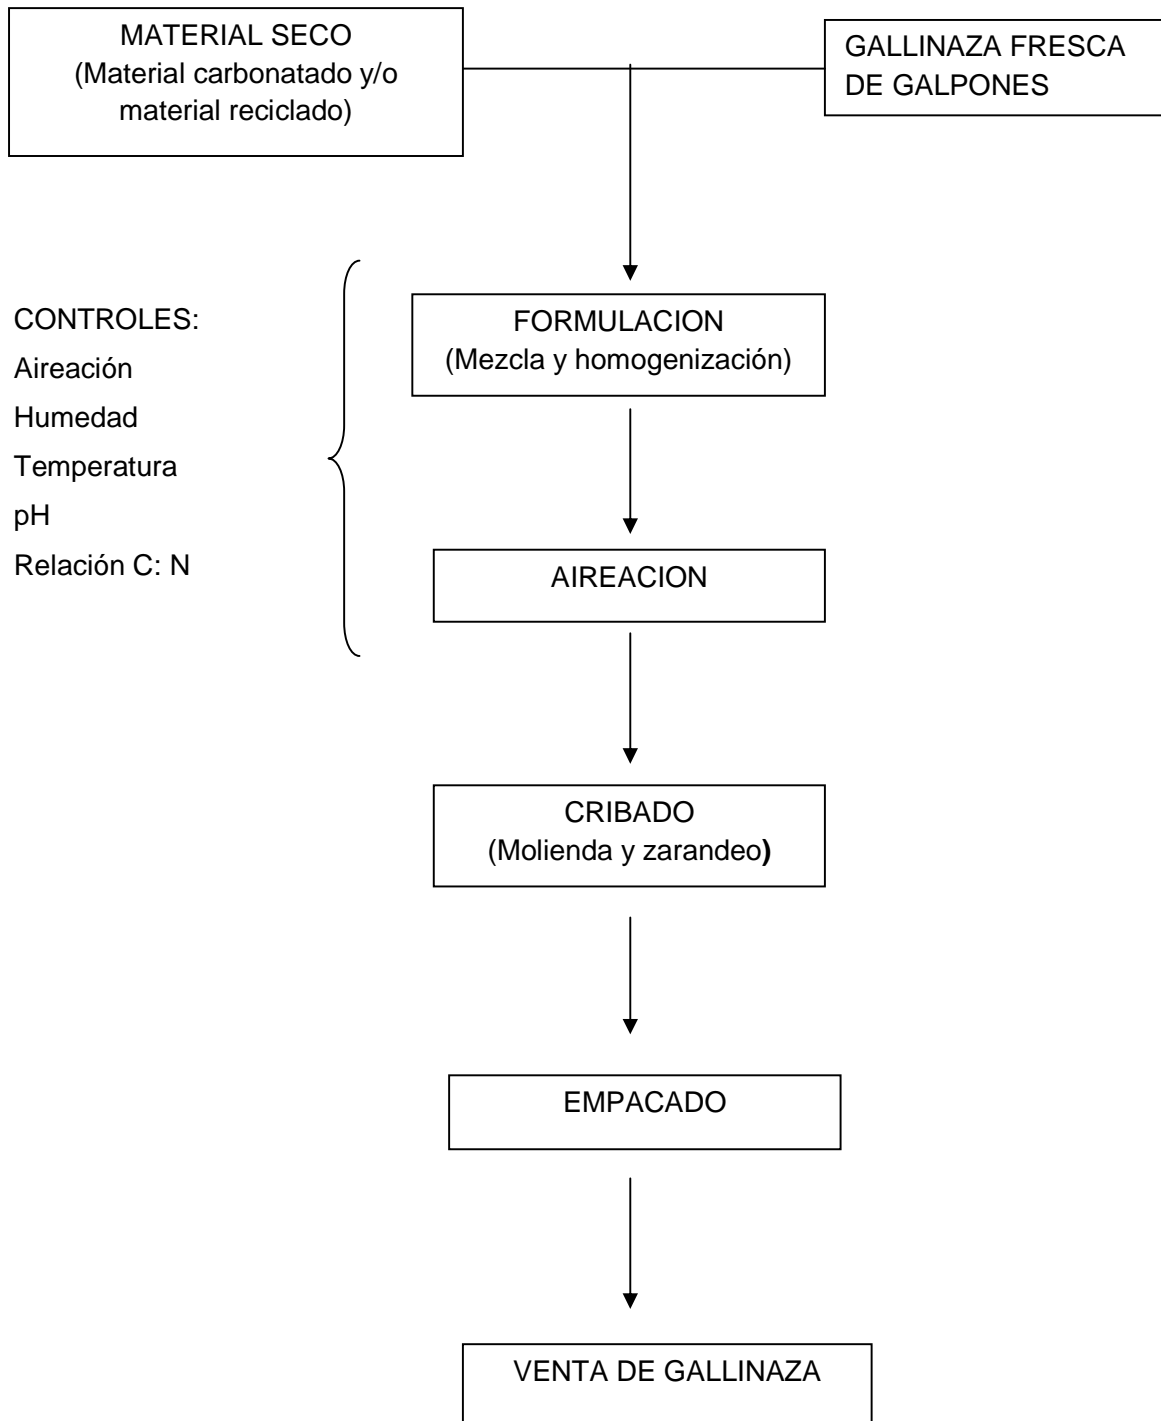 MATERIAL SECO
(Material carbonatado y/o
material reciclado)
GALLINAZA FRESCA
DE GALPONES
CONTROLES:
Aireación
Humedad
Temperatura
pH
Relación C: N
FORMULACION
(Mezcla y homogenización)
AIREACION
CRIBADO
(Molienda y zarandeo)
EMPACADO
VENTA DE GALLINAZA